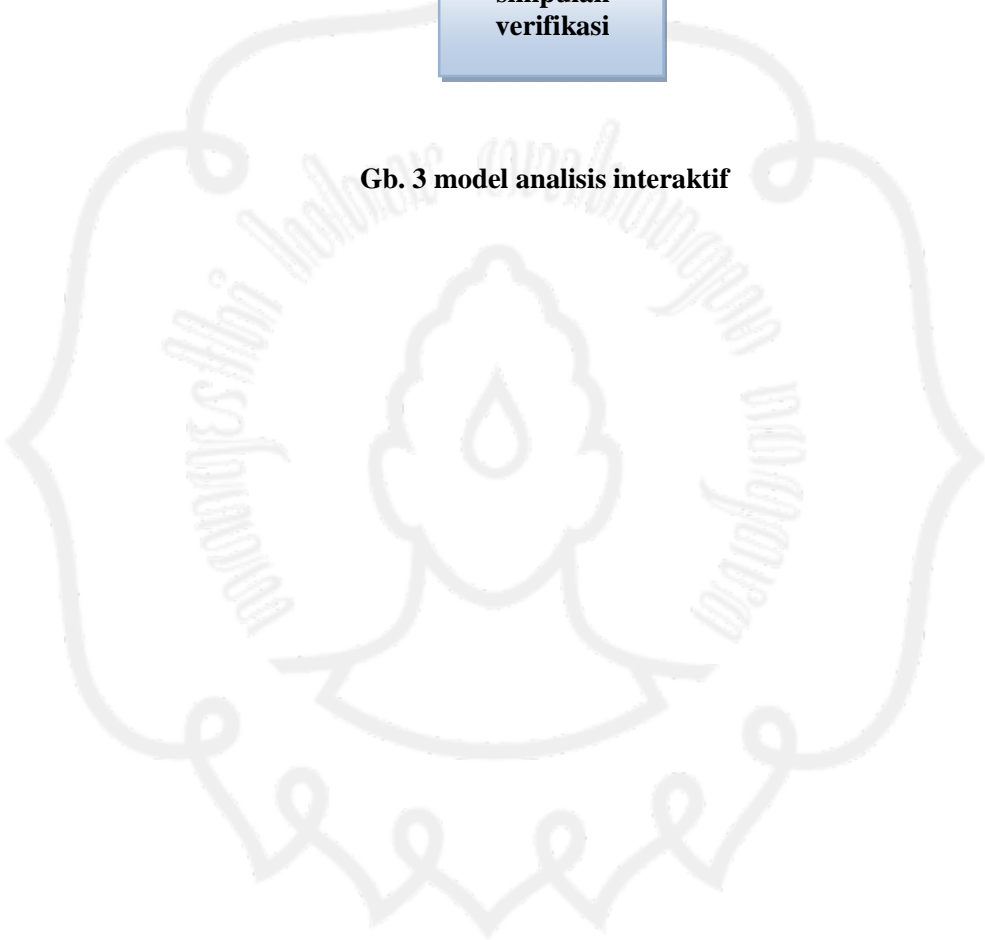 simpulan
verifikasi
Gb. 3 model analisis interaktif